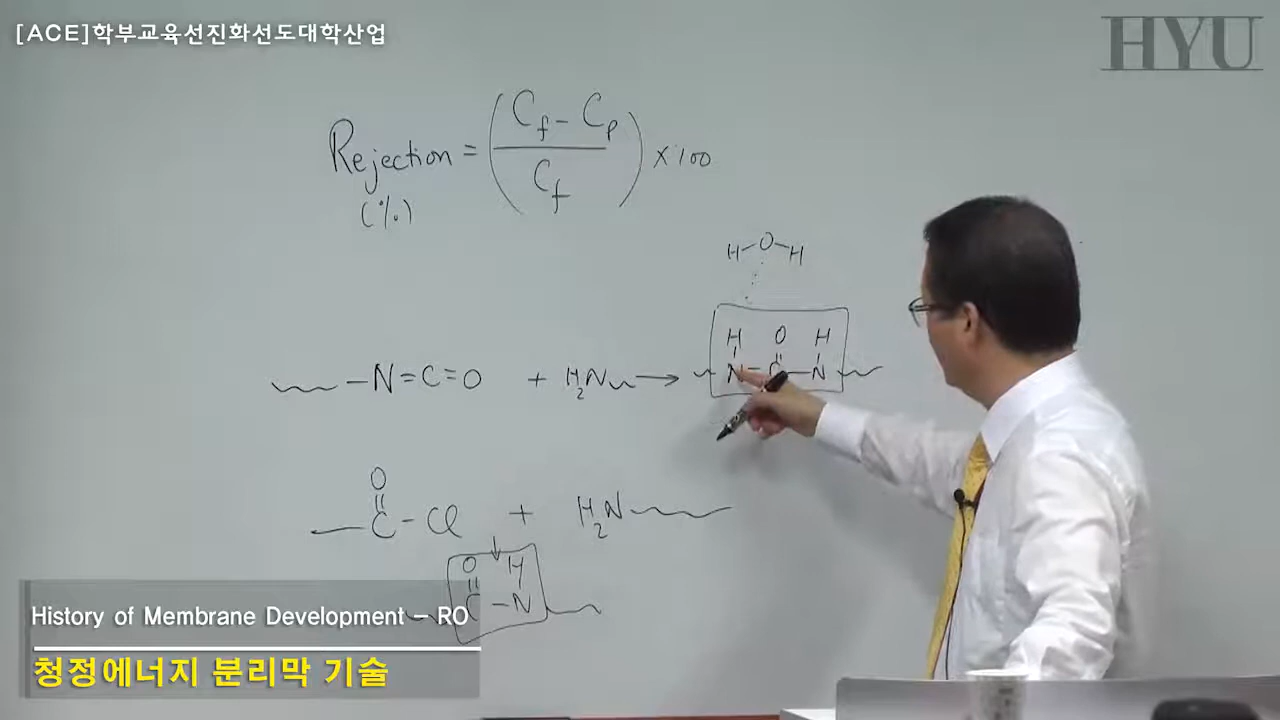 [ACE]학부교육선진화선도대학산업
HYU
Rejection = ( (C_f - C_p) / C_f ) × 100
(%)
H-O-H
H O H
-N=C=O + H₂N → N-C-N
O
C-Cl + H₂N
O H
C-N
History of Membrane Development - RO
청정에너지 분리막 기술